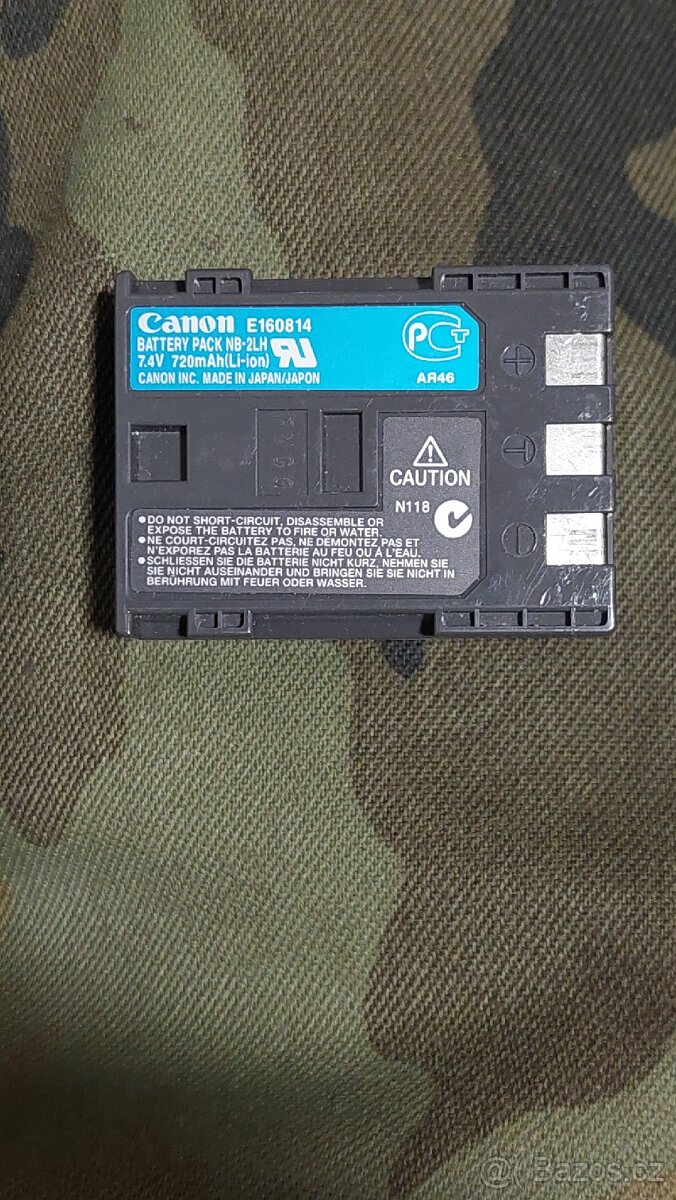 Canon E160814
BATTERY PACK NB-2LH
7.4V 720mAh(Li-ion)
CANON INC. MADE IN JAPAN/JAPON
РСТ
АЯ46
CAUTION
N118
•DO NOT SHORT-CIRCUIT, DISASSEMBLE OR
EXPOSE THE BATTERY TO FIRE OR WATER.
•NE COURT-CIRCUITEZ PAS, NE DEMONTEZ PAS ET
N'EXPOREZ PAS LA BATTERIE AU FEU OU À L'EAU.
•SCHLIESSEN SIE DIE BATTERIE NICHT KURZ, NEHMEN SIE
SIE NICHT AUSEINANDER UND BRINGEN SIE SIE NICHT IN
BERÜHRUNG MIT FEUER ODER WASSER.
+
T
−
© Bazos.cz